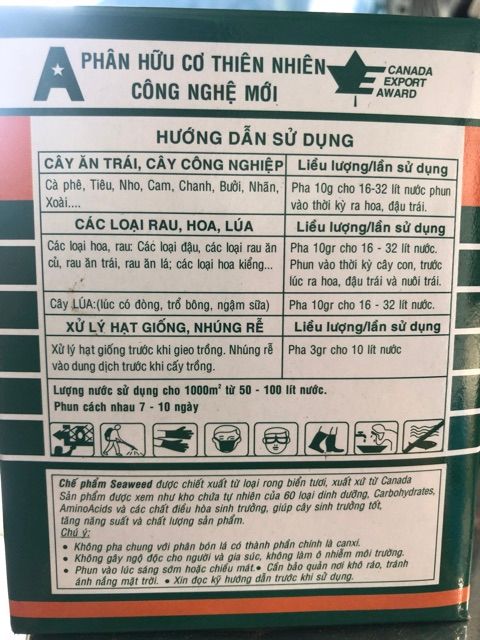 A PHÂN HỮU CƠ THIÊN NHIÊN
CÔNG NGHỆ MỚI
CANADA
EXPORT
AWARD
HƯỚNG DẪN SỬ DỤNG
CÂY ĂN TRÁI, CÂY CÔNG NGHIỆP
Liều lượng/lần sử dụng
Cà phê, Tiêu, Nho, Cam, Chanh, Bưởi, Nhãn,
Xoài....
Pha 10g cho 16-32 lít nước phun
vào thời kỳ ra hoa, đậu trái.
CÁC LOẠI RAU, HOA, LÚA
Liều lượng/lần sử dụng
Các loại hoa, rau: Các loại đậu, các loại rau ăn
củ, rau ăn trái, rau ăn lá; các loại hoa kiểng...
Pha 10gr cho 16 - 32 lít nước.
Phun vào thời kỳ cây con, trước
lúc ra hoa, đậu trái và nuôi trái.
Cây LÚA:(lúc có đòng, trổ bông, ngậm sữa)
Pha 10gr cho 16 - 32 lít nước.
XỬ LÝ HẠT GIỐNG, NHÚNG RỄ
Liều lượng/lần sử dụng
Xử lý hạt giống trước khi gieo trồng. Nhúng rễ
vào dung dịch trước khi cấy trồng.
Pha 3gr cho 10 lít nước
Lượng nước sử dụng cho 1000m² từ 50 - 100 lít nước.
Phun cách nhau 7 - 10 ngày
Chế phẩm Seaweed được chiết xuất từ loại rong biển tươi, xuất xứ từ Canada
Sản phẩm được xem như kho chứa tự nhiên của 60 loại dinh dưỡng, Carbohydrates,
AminoAcids và các chất điều hòa sinh trưởng, giúp cây sinh trưởng tốt,
tăng năng suất và chất lượng sản phẩm.
Chú ý:
• Không pha chung với phân bón lá có thành phần chính là canxi.
• Không gây ngộ độc cho người và gia súc, không làm ô nhiễm môi trường.
• Phun vào lúc sáng sớm hoặc chiều mát. • Cần bảo quản nơi khô ráo, tránh
ánh nắng mặt trời. • Xin đọc kỹ hướng dẫn trước khi sử dụng.